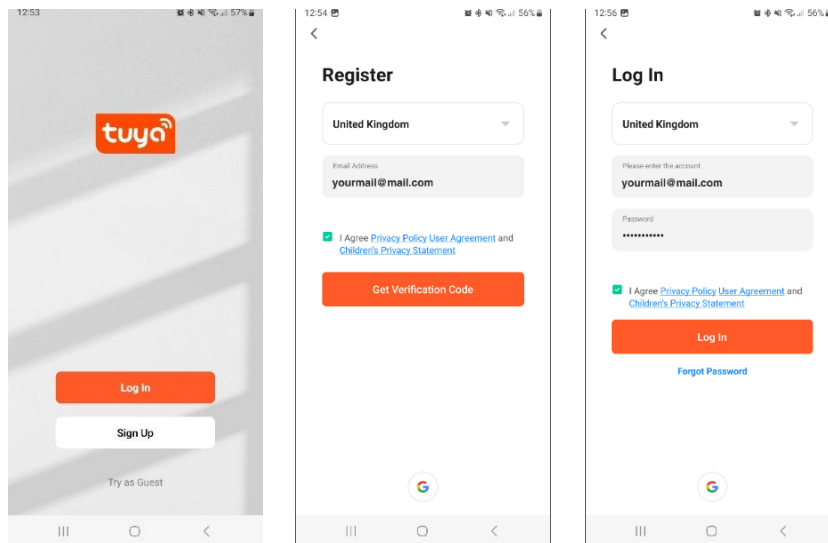 12:53
57%
tuya
Log In
Sign Up
Try as Guest
12:54
56%
Register
United Kingdom
Email Address
yourmail@mail.com
I Agree Privacy Policy User Agreement and
Children's Privacy Statement
Get Verification Code
G
12:56
56%
Log In
United Kingdom
Please enter the account
yourmail@mail.com
Password
•••••••••••
I Agree Privacy Policy User Agreement and
Children's Privacy Statement
Log In
Forgot Password
G